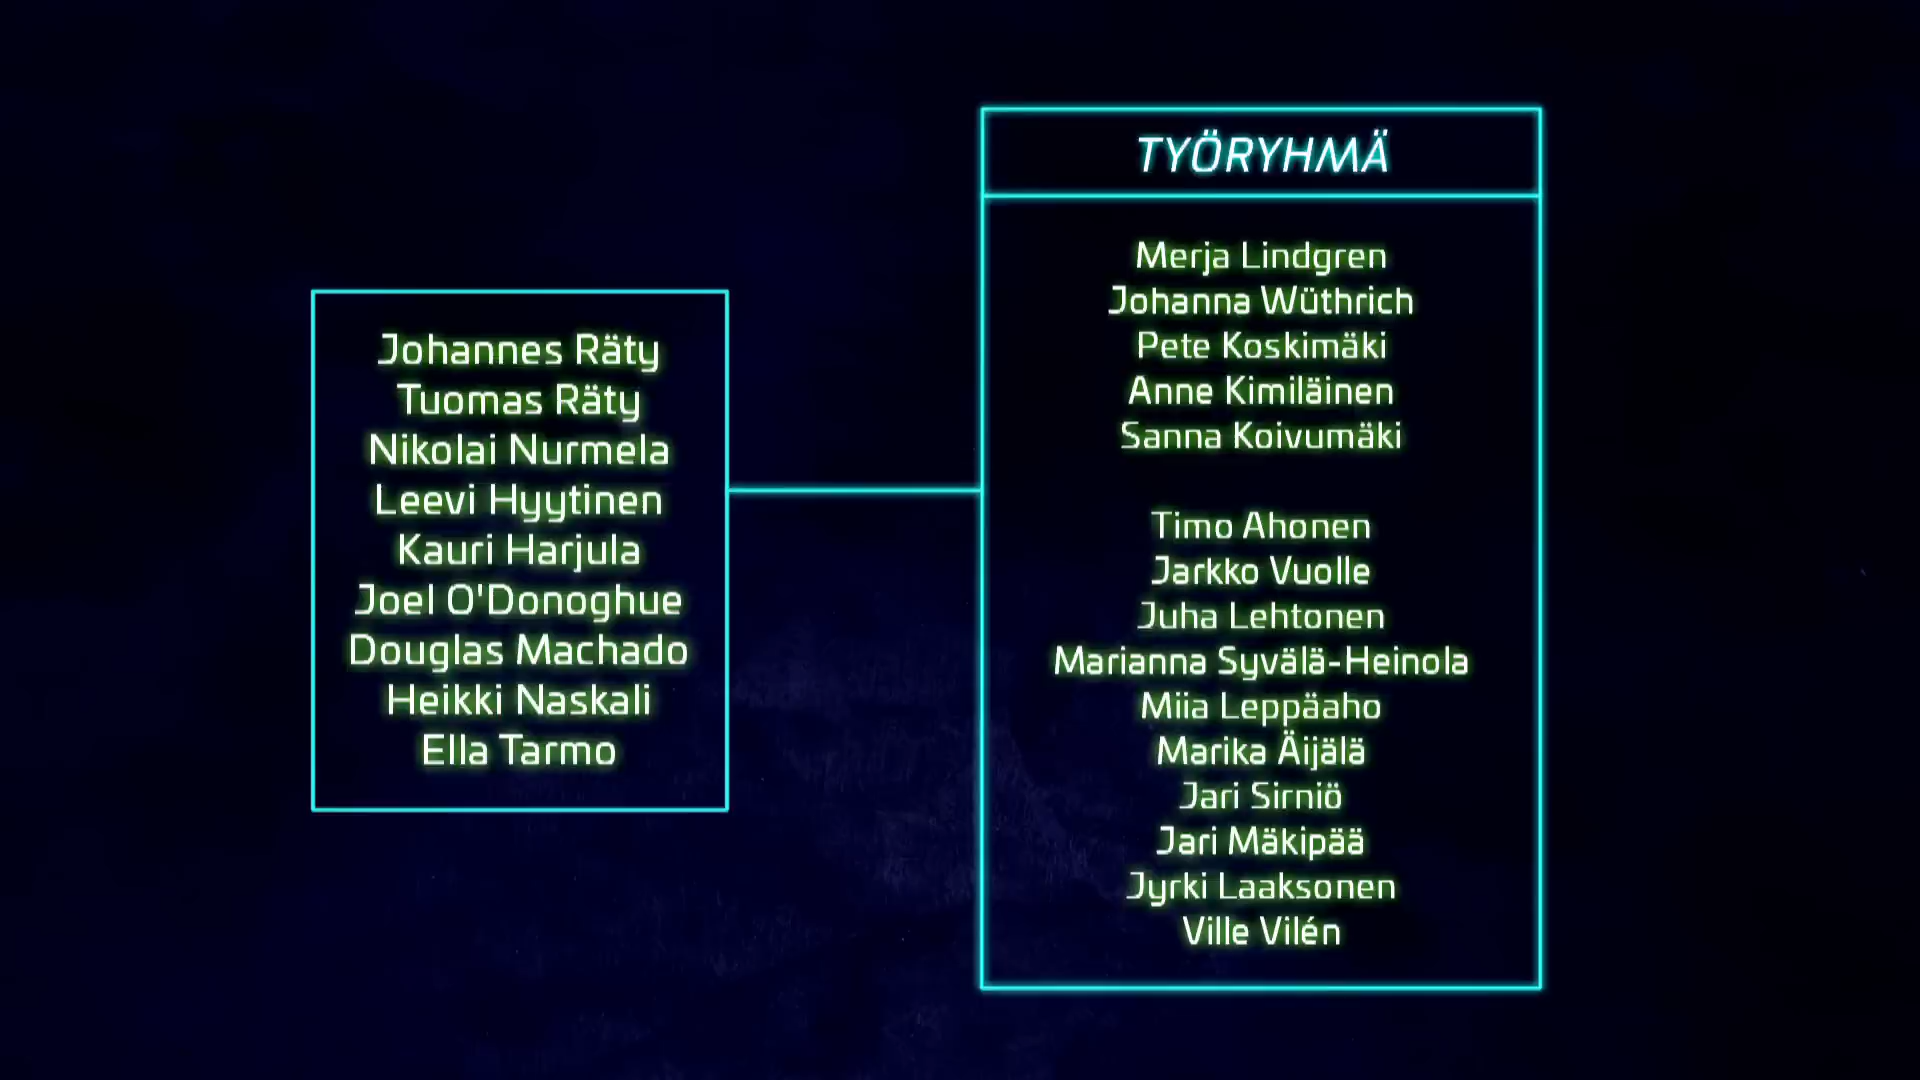 Johannes Räty
Tuomas Räty
Nikolai Nurmela
Leevi Hyytinen
Kauri Harjula
Joel O'Donoghue
Douglas Machado
Heikki Naskali
Ella Tarmo
TYÖRYHMÄ
Merja Lindgren
Johanna Wüthrich
Pete Koskimäki
Anne Kimiläinen
Sanna Koivumäki
Timo Ahonen
Jarkko Vuolle
Juha Lehtonen
Marianna Syvälä-Heinola
Miia Leppäaho
Marika Äijälä
Jari Sirniö
Jari Mäkipää
Jyrki Laaksonen
Ville Vilén